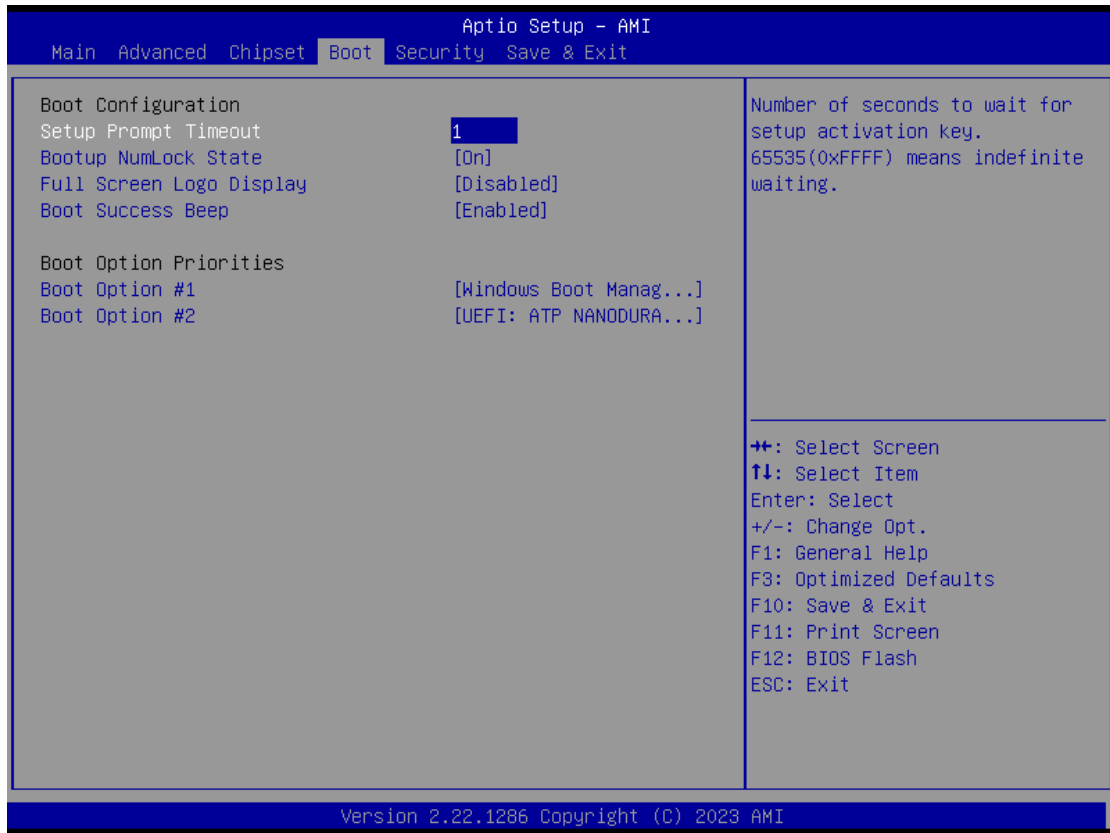 Aptio Setup – AMI
Main Advanced Chipset Boot Security Save & Exit
Boot Configuration
Setup Prompt Timeout 1
Bootup NumLock State [On]
Full Screen Logo Display [Disabled]
Boot Success Beep [Enabled]
Boot Option Priorities
Boot Option #1 [Windows Boot Manag...]
Boot Option #2 [UEFI: ATP NANODURA...]
Number of seconds to wait for
setup activation key.
65535(0xFFFF) means indefinite
waiting.
→←: Select Screen
↑↓: Select Item
Enter: Select
+/-: Change Opt.
F1: General Help
F3: Optimized Defaults
F10: Save & Exit
F11: Print Screen
F12: BIOS Flash
ESC: Exit
Version 2.22.1286 Copyright (C) 2023 AMI